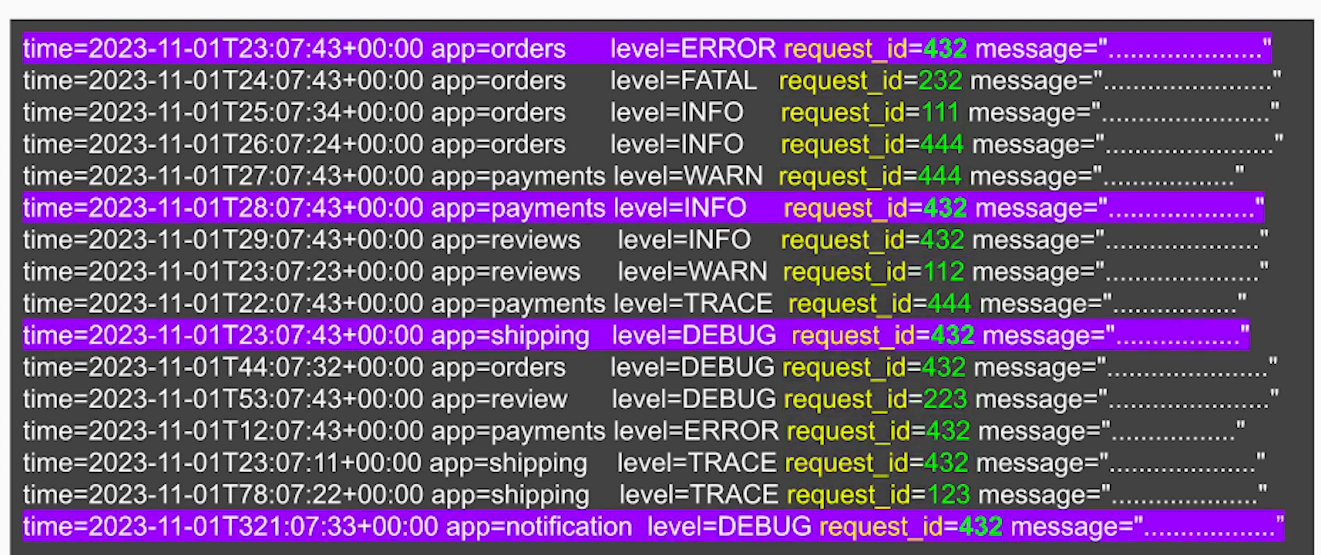 time=2023-11-01T23:07:43+00:00 app=orders level=ERROR request_id=432 message="......................"
time=2023-11-01T24:07:43+00:00 app=orders level=FATAL request_id=232 message="........................"
time=2023-11-01T25:07:34+00:00 app=orders level=INFO request_id=111 message="........................"
time=2023-11-01T26:07:24+00:00 app=orders level=INFO request_id=444 message="........................"
time=2023-11-01T27:07:43+00:00 app=payments level=WARN request_id=444 message="..................."
time=2023-11-01T28:07:43+00:00 app=payments level=INFO request_id=432 message="....................."
time=2023-11-01T29:07:43+00:00 app=reviews level=INFO request_id=432 message="......................"
time=2023-11-01T23:07:23+00:00 app=reviews level=WARN request_id=112 message="......................"
time=2023-11-01T22:07:43+00:00 app=payments level=TRACE request_id=444 message=".................."
time=2023-11-01T23:07:43+00:00 app=shipping level=DEBUG request_id=432 message=".................."
time=2023-11-01T44:07:32+00:00 app=orders level=DEBUG request_id=432 message="......................."
time=2023-11-01T53:07:43+00:00 app=review level=DEBUG request_id=223 message="......................."
time=2023-11-01T12:07:43+00:00 app=payments level=ERROR request_id=432 message=".................."
time=2023-11-01T23:07:11+00:00 app=shipping level=TRACE request_id=432 message="....................."
time=2023-11-01T78:07:22+00:00 app=shipping level=TRACE request_id=123 message="....................."
time=2023-11-01T321:07:33+00:00 app=notification level=DEBUG request_id=432 message="...................”